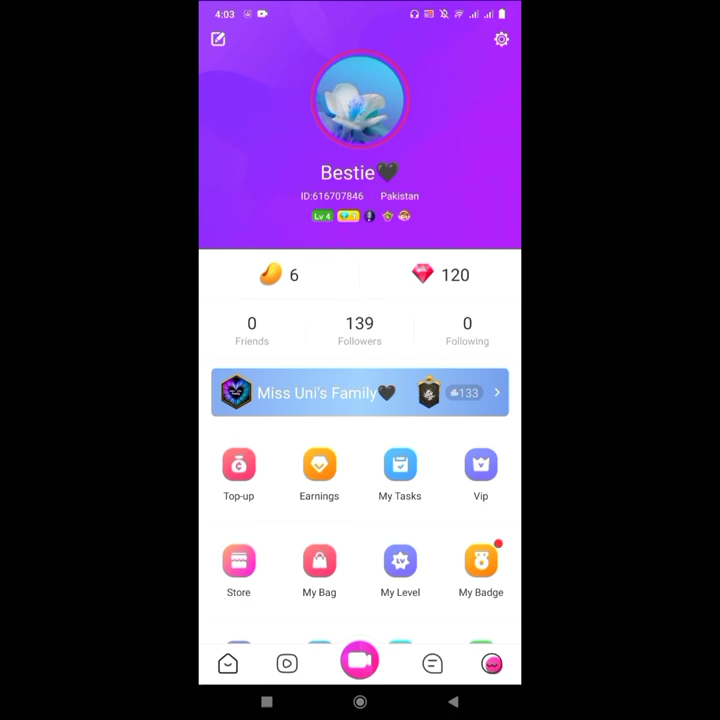 4:03
Bestie🖤
ID:616707846 Pakistan
Lv 4
6 120
0 139 0
Friends Followers Following
Miss Uni's Family🖤 133
Top-up Earnings My Tasks Vip
Store My Bag My Level My Badge